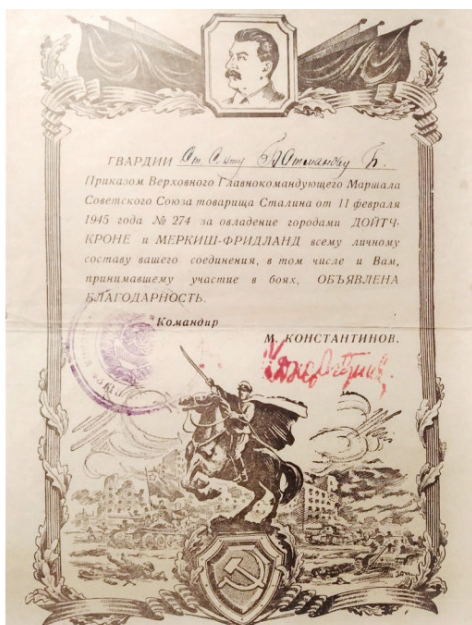 ГВАРДИИ Ст. С-нту
Приказом Верховного Главнокомандующего Маршала
Советского Союза товарища Сталина от 11 февраля
1945 года № 274 за овладение городами ДОЙТЧ-
КРОНЕ и МЕРКИШ-ФРИДЛАНД всему личному
составу вашего соединения, в том числе и Вам,
принимавшему участие в боях, ОБЪЯВЛЕНА
БЛАГОДАРНОСТЬ.
Командир
М. КОНСТАНТИНОВ.